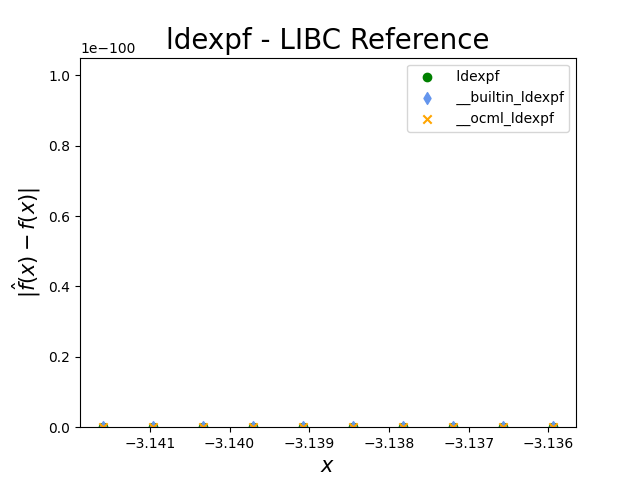 ldexpf - LIBC Reference
1e−100
1.0
0.8
0.6
0.4
0.2
0.0
|f̂(x) − f(x)|
ldexpf
__builtin_ldexpf
__ocml_ldexpf
−3.141 −3.140 −3.139 −3.138 −3.137 −3.136
x